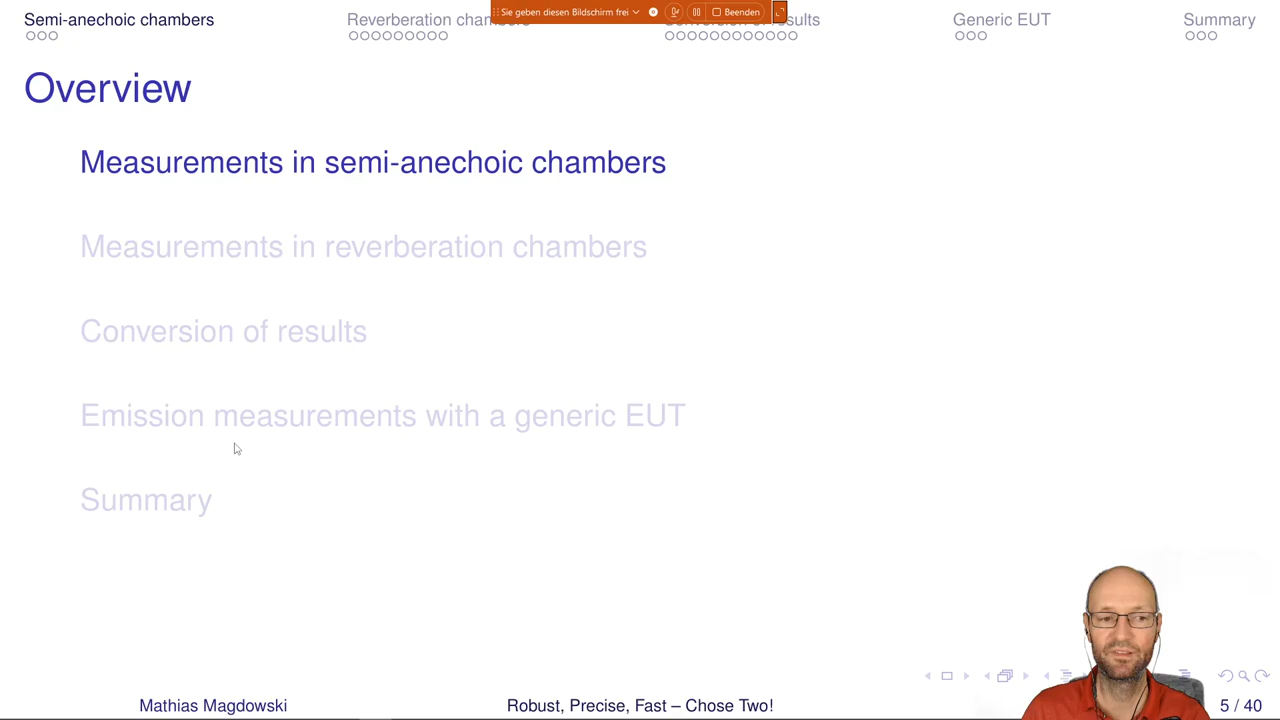 Semi-anechoic chambers
Reverberation
Sie geben diesen Bildschirm frei
Beenden
Generic EUT
Summary
Overview
Measurements in semi-anechoic chambers
Measurements in reverberation chambers
Conversion of results
Emission measurements with a generic EUT
Summary
Mathias Magdowski
Robust, Precise, Fast – Chose Two!
5 / 40